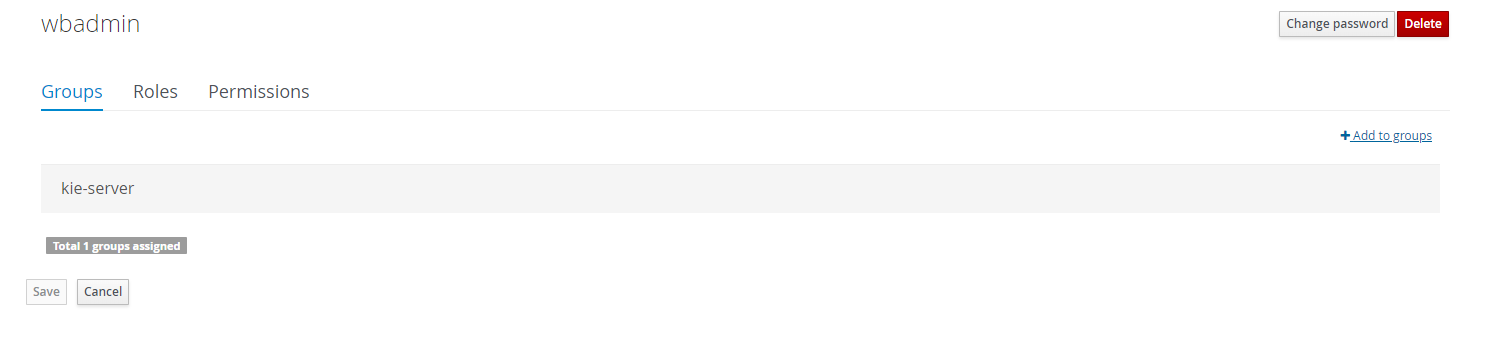 wbadmin
Change password
Delete
Groups
Roles
Permissions
Add to groups
kie-server
Total 1 groups assigned
Save
Cancel